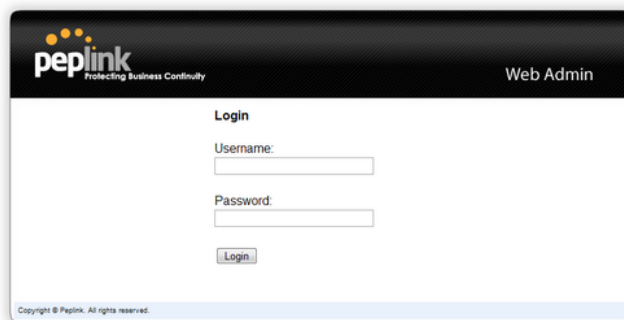 peplink
Protecting Business Continuity
Web Admin
Login
Username:
Password:
Login
Copyright © Peplink. All rights reserved.